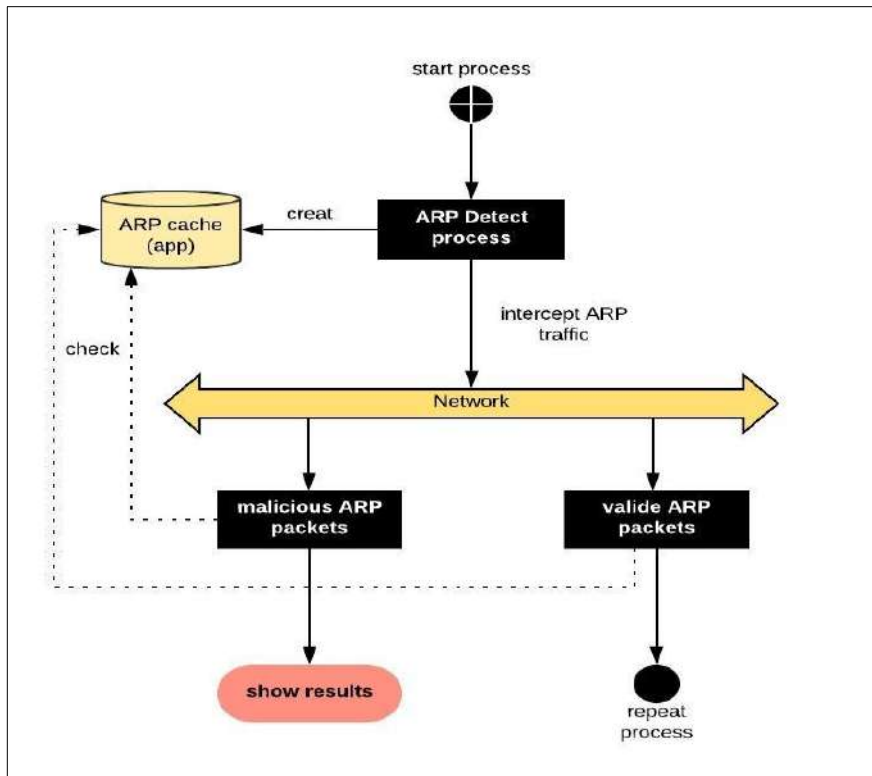 start process
ARP Detect
process
creat
ARP cache
(app)
intercept ARP
traffic
check
Network
malicious ARP
packets
valide ARP
packets
show results
repeat
process